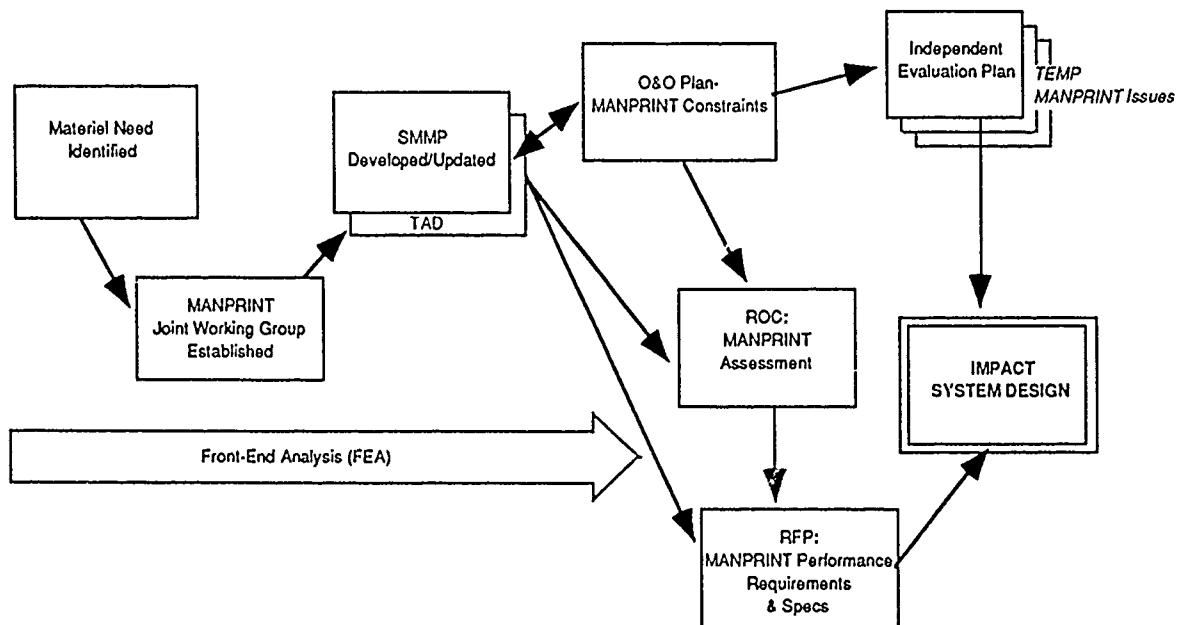 Materiel Need
Identified
MANPRINT
Joint Working Group
Established
SMMP
Developed/Updated
TAD
O&O Plan-
MANPRINT Constraints
Independent
Evaluation Plan
TEMP
MANPRINT Issues
ROC:
MANPRINT
Assessment
IMPACT
SYSTEM DESIGN
Front-End Analysis (FEA)
RFP:
MANPRINT Performance
Requirements
& Specs